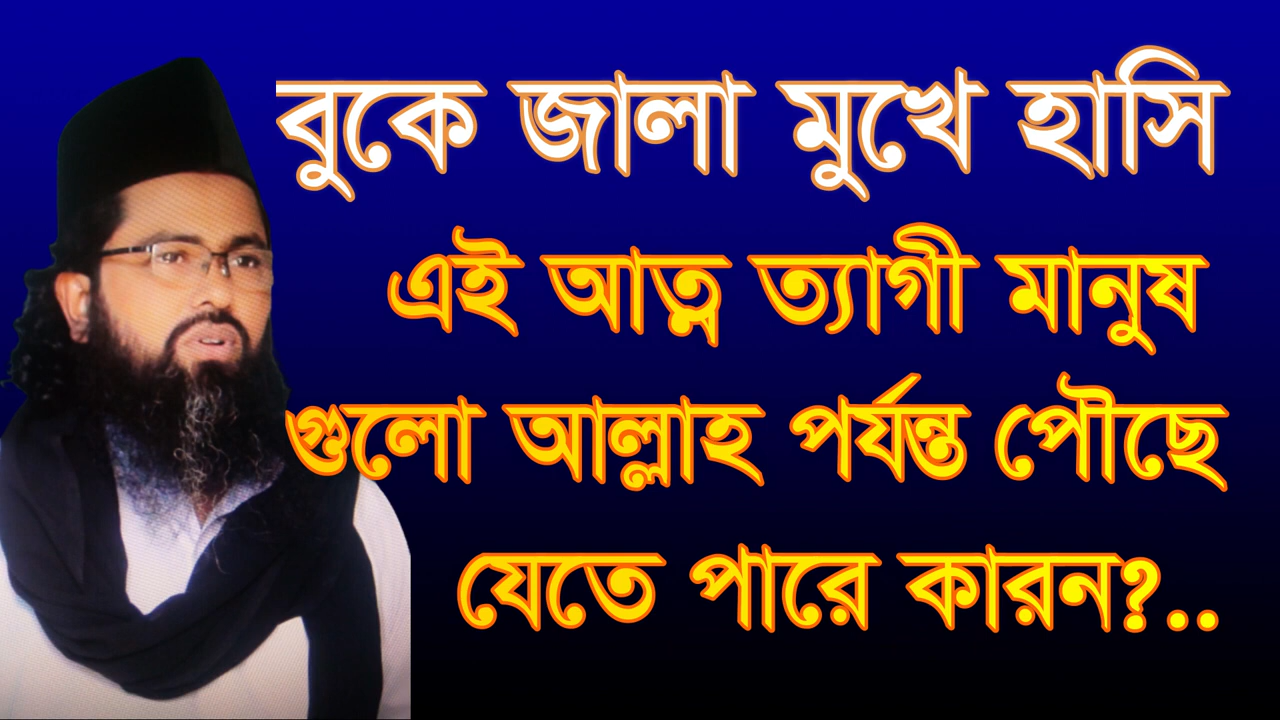 বুকে জালা মুখে হাসি
এই আত্ন ত্যাগী মানুষ
গুলো আল্লাহ পর্যন্ত পৌছে
যেতে পারে কারন?..